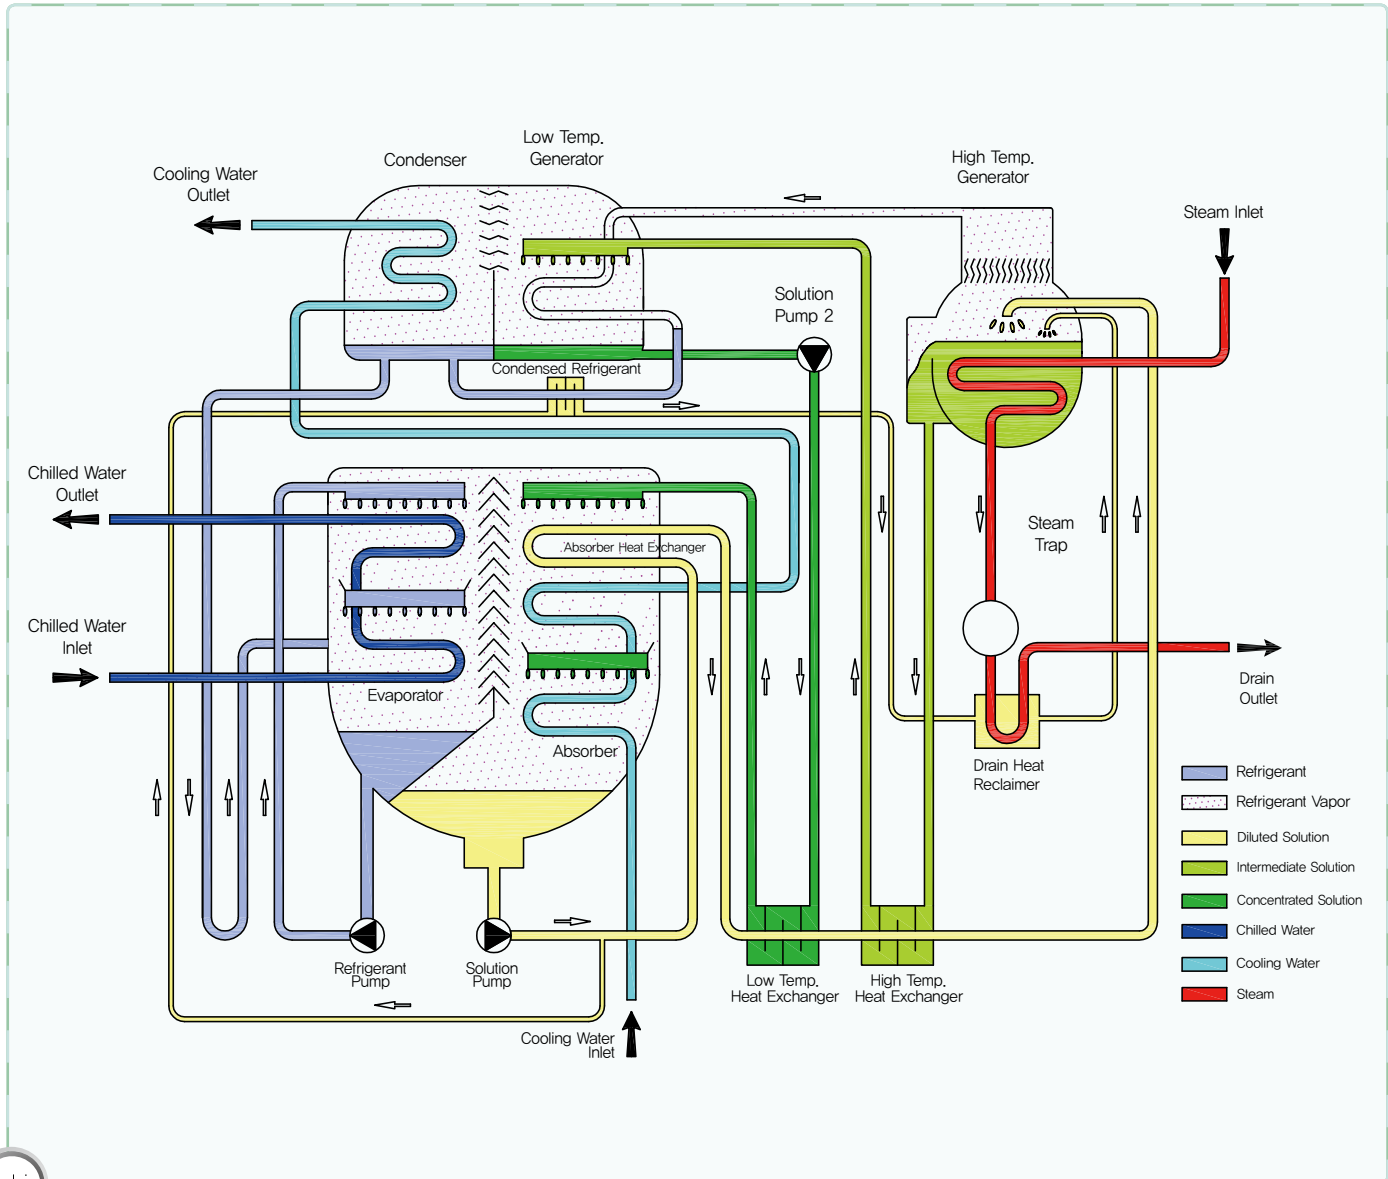 Low Temp.
Generator
Condenser
High Temp.
Generator
Cooling Water
Outlet
Steam Inlet
Solution
Pump 2
Condensed Refrigerant
Chilled Water
Outlet
Steam
Trap
Absorber Heat Exchanger
Chilled Water
Inlet
Evaporator
Drain
Outlet
Absorber
Drain Heat
Reclaimer
Refrigerant
Refrigerant Vapor
Diluted Solution
Intermediate Solution
Concentrated Solution
Chilled Water
Cooling Water
Steam
Refrigerant
Pump
Solution
Pump
Low Temp.
Heat Exchanger
High Temp.
Heat Exchanger
Cooling Water
Inlet